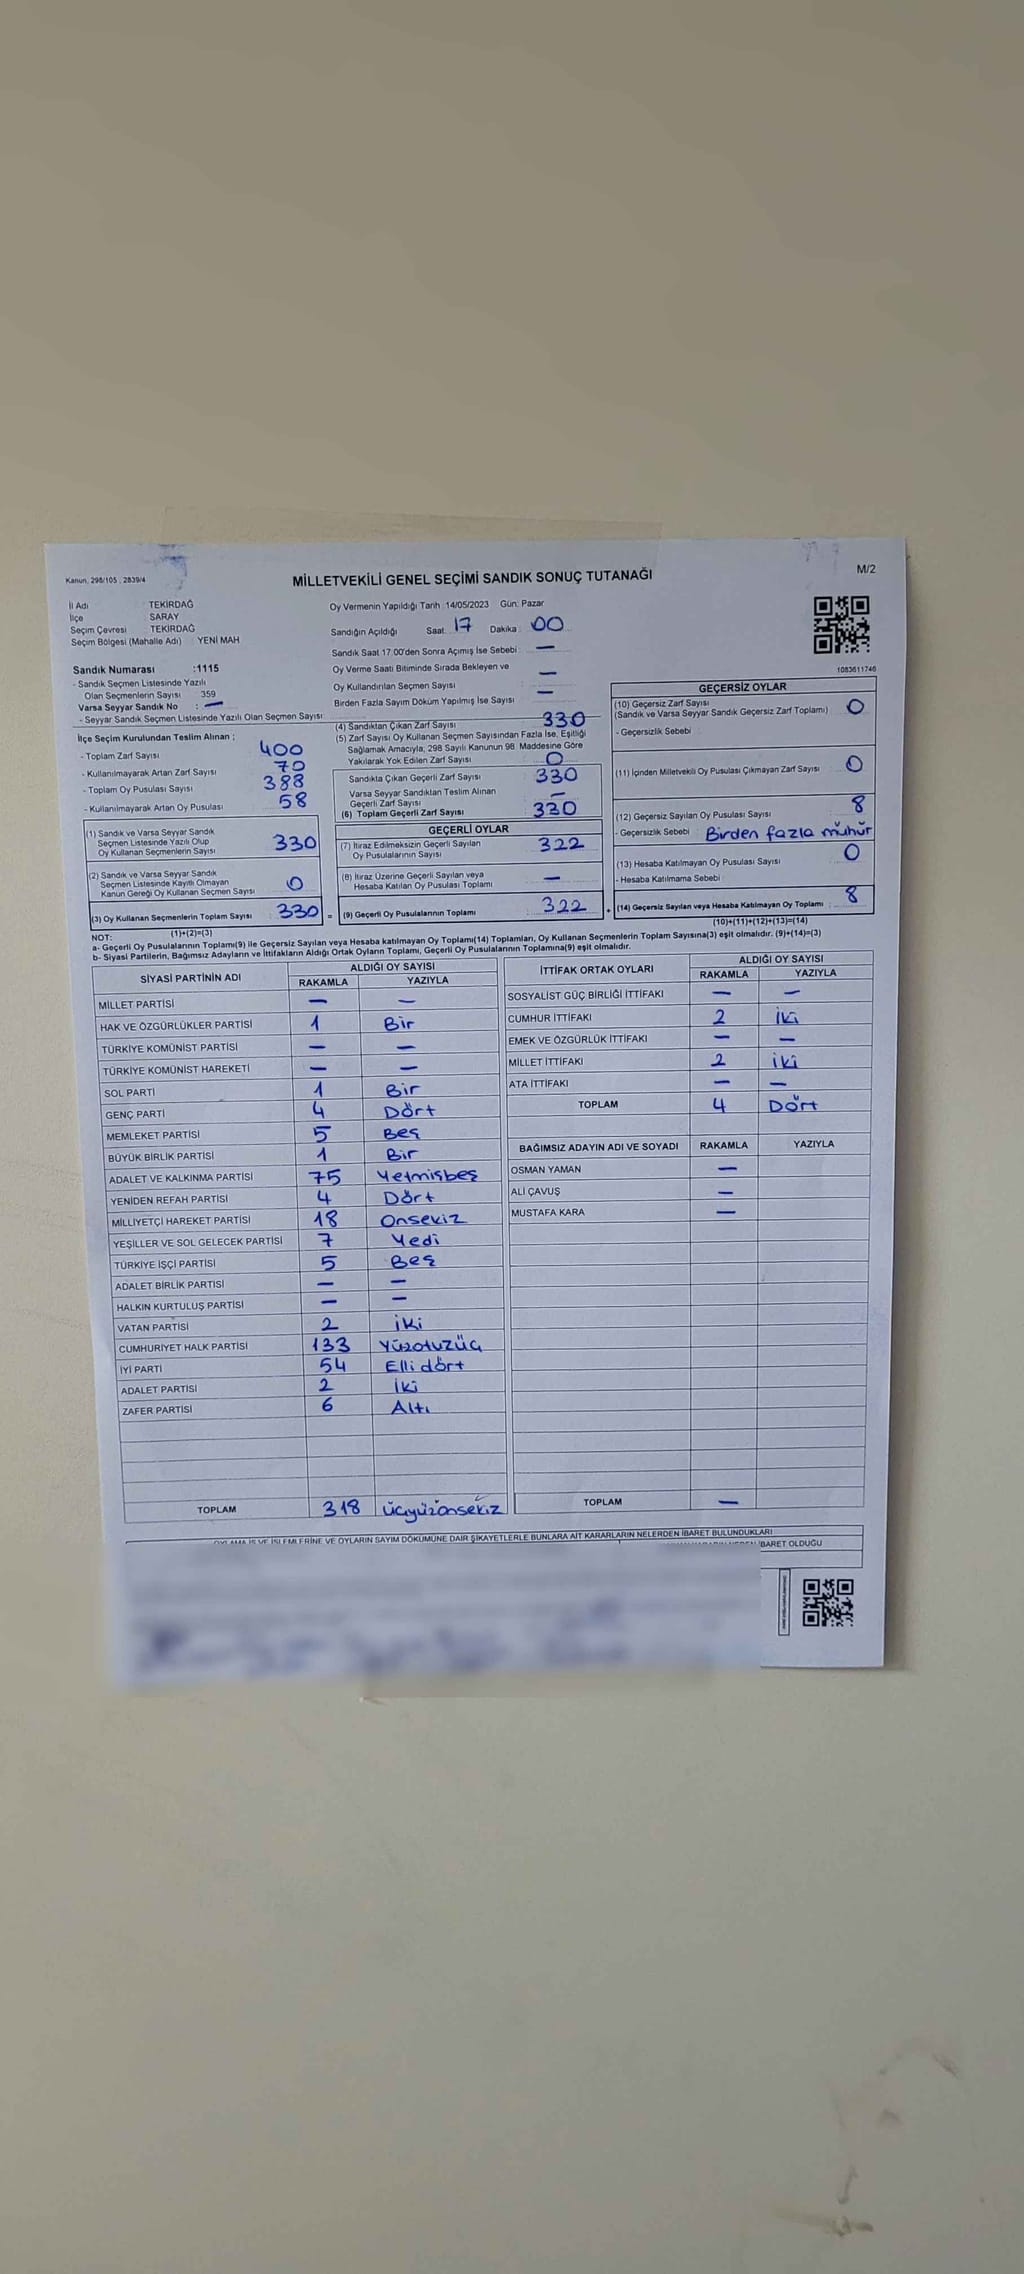 Kanun, 298/105 , 2839/4
MİLLETVEKİLİ GENEL SEÇİMİ SANDIK SONUÇ TUTANAĞI
M/2
İl Adı : TEKİRDAĞ
İlçe : SARAY
Seçim Çevresi : TEKİRDAĞ
Seçim Bölgesi (Mahalle Adı) : YENİ MAH
Sandık Numarası :1115
- Sandık Seçmen Listesinde Yazılı
Olan Seçmenlerin Sayısı : 359
Varsa Seyyar Sandık No : —
- Seyyar Sandık Seçmen Listesinde Yazılı Olan Seçmen Sayısı
Oy Vermenin Yapıldığı Tarih :14/05/2023 Gün: Pazar
Sandığın Açıldığı Saat: 17 Dakika : 00
Sandık Saat 17.00'den Sonra Açımış İse Sebebi : —
Oy Verme Saati Bitiminde Sırada Bekleyen ve —
Oy Kullandırılan Seçmen Sayısı —
Birden Fazla Sayım Döküm Yapılmış İse Sayısı
1083611746
İlçe Seçim Kurulundan Teslim Alınan ;
- Toplam Zarf Sayısı 400
- Kullanılmayarak Artan Zarf Sayısı 70
- Toplam Oy Pusulası Sayısı 388
- Kullanılmayarak Artan Oy Pusulası 58
(1) Sandık ve Varsa Seyyar Sandık
Seçmen Listesinde Yazılı Olup
Oy Kullanan Seçmenlerin Sayısı 330
(2) Sandık ve Varsa Seyyar Sandık
Seçmen Listesinde Kayıtlı Olmayan
Kanun Gereği Oy Kullanan Seçmen Sayısı 0
(3) Oy Kullanan Seçmenlerin Toplam Sayısı : 330 =
(1)+(2)=(3)
(4) Sandıktan Çıkan Zarf Sayısı 330
(5) Zarf Sayısı Oy Kullanan Seçmen Sayısından Fazla İse, Eşitliği
Sağlamak Amacıyla, 298 Sayılı Kanunun 98. Maddesine Göre
Yakılarak Yok Edilen Zarf Sayısı 0
Sandıkta Çıkan Geçerli Zarf Sayısı 330
Varsa Seyyar Sandıktan Teslim Alınan
Geçerli Zarf Sayısı —
(6) Toplam Geçerli Zarf Sayısı 330
GEÇERLİ OYLAR
(7) İtiraz Edilmeksizin Geçerli Sayılan
Oy Pusulalarının Sayısı 322
(8) İtiraz Üzerine Geçerli Sayılan veya
Hesaba Katılan Oy Pusulası Toplamı —
(9) Geçerli Oy Pusulalarının Toplamı 322 +
GEÇERSİZ OYLAR
(10) Geçersiz Zarf Sayısı
(Sandık ve Varsa Seyyar Sandık Geçersiz Zarf Toplamı) : 0
- Geçersizlik Sebebi :
(11) İçinden Milletvekili Oy Pusulası Çıkmayan Zarf Sayısı : 0
(12) Geçersiz Sayılan Oy Pusulası Sayısı : 8
- Geçersizlik Sebebi : Birden fazla mühür
(13) Hesaba Katılmayan Oy Pusulası Sayısı : 0
- Hesaba Katılmama Sebebi :
(14) Geçersiz Sayılan veya Hesaba Katılmayan Oy Toplamı : 8
(10)+(11)+(12)+(13)=(14)
NOT:
a- Geçerli Oy Pusulalarının Toplamı(9) ile Geçersiz Sayılan veya Hesaba katılmayan Oy Toplamı(14) Toplamları, Oy Kullanan Seçmenlerin Toplam Sayısına(3) eşit olmalıdır. (9)+(14)=(3)
b- Siyasi Partilerin, Bağımsız Adayların ve İttifakların Aldığı Ortak Oyların Toplamı, Geçerli Oy Pusulalarının Toplamına(9) eşit olmalıdır.
SİYASİ PARTİNİN ADI ALDIĞI OY SAYISI
RAKAMLA YAZIYLA
MİLLET PARTİSİ — —
HAK VE ÖZGÜRLÜKLER PARTİSİ 1 Bir
TÜRKİYE KOMÜNİST PARTİSİ — —
TÜRKİYE KOMÜNİST HAREKETİ — —
SOL PARTİ 1 Bir
GENÇ PARTİ 4 Dört
MEMLEKET PARTİSİ 5 Beş
BÜYÜK BİRLİK PARTİSİ 1 Bir
ADALET VE KALKINMA PARTİSİ 75 Yetmişbeş
YENİDEN REFAH PARTİSİ 4 Dört
MİLLİYETÇİ HAREKET PARTİSİ 18 Onsekiz
YEŞİLLER VE SOL GELECEK PARTİSİ 7 Yedi
TÜRKİYE İŞÇİ PARTİSİ 5 Beş
ADALET BİRLİK PARTİSİ — —
HALKIN KURTULUŞ PARTİSİ — —
VATAN PARTİSİ 2 İki
CUMHURİYET HALK PARTİSİ 133 Yüzotuzüç
İYİ PARTİ 54 Elli dört
ADALET PARTİSİ 2 İki
ZAFER PARTİSİ 6 Altı
TOPLAM 318 Üçyüzonsekiz
İTTİFAK ORTAK OYLARI ALDIĞI OY SAYISI
RAKAMLA YAZIYLA
SOSYALİST GÜÇ BİRLİĞİ İTTİFAKI — —
CUMHUR İTTİFAKI 2 İki
EMEK VE ÖZGÜRLÜK İTTİFAKI — —
MİLLET İTTİFAKI 2 İki
ATA İTTİFAKI — —
TOPLAM 4 Dört
BAĞIMSIZ ADAYIN ADI VE SOYADI RAKAMLA YAZIYLA
OSMAN YAMAN —
ALİ ÇAVUŞ —
MUSTAFA KARA —
TOPLAM —
OYLAMA İŞ VE İŞLEMLERİNE VE OYLARIN SAYIM DÖKÜMÜNE DAİR ŞİKAYETLERLE BUNLARA AİT KARARLARIN NELERDEN İBARET BULUNDUKLARI
İBARET OLDUĞU